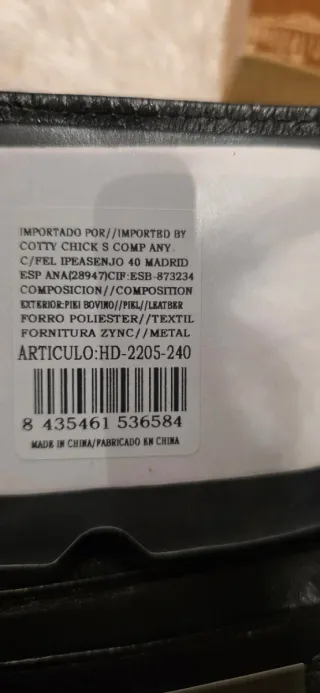 IMPORTADO POR//IMPORTED BY
COTTY CHICK S COMP ANY.
C/FEL IPEASENJO 40 MADRID
ESP ANA(28947)CIF:ESB-873234
COMPOSICION//COMPOSITION
EXTERIOR:PIEI BOVINO//PIEL//LEATHER
FORRO POLIESTER//TEXTIL
FORNITURA ZYNC//METAL
ARTICULO:HD-2205-240
8 435461 536584
MADE IN CHINA/FABRICADO EN CHINA